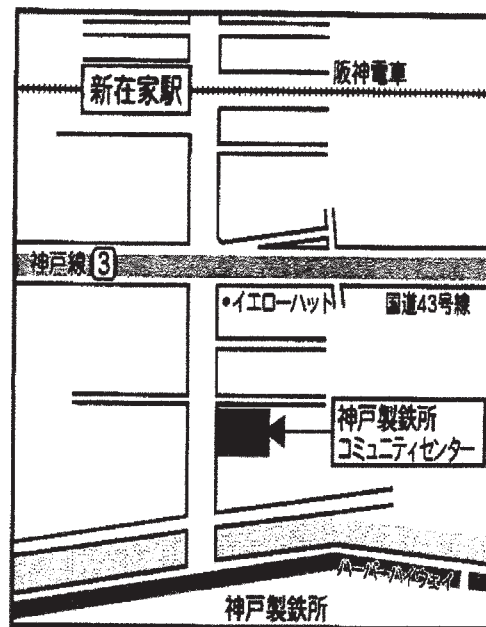 阪神電車
新在家駅
神戸線 3
•イエローハット
国道43号線
神戸製鉄所
コミュニティセンター
ハーバーハイウェイ
神戸製鉄所